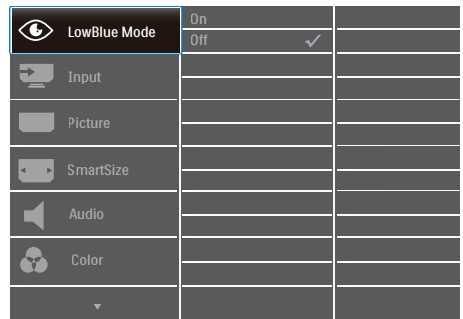 LowBlue Mode
On
Off
Input
Picture
SmartSize
Audio
Color